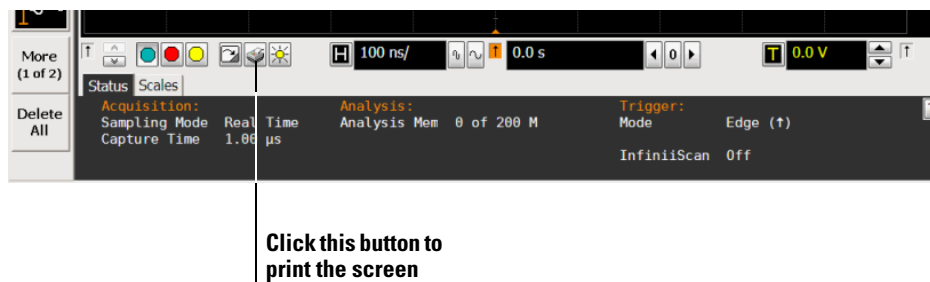 More
(1 of 2)
H 100 ns/ 0.0 s 0 T 0.0 V
Status Scales
Delete
All
Acquisition: Analysis: Trigger:
Sampling Mode Real Time Analysis Mem 0 of 200 M Mode Edge (↑)
Capture Time 1.00 µs
InfiniiScan Off
Click this button to
print the screen